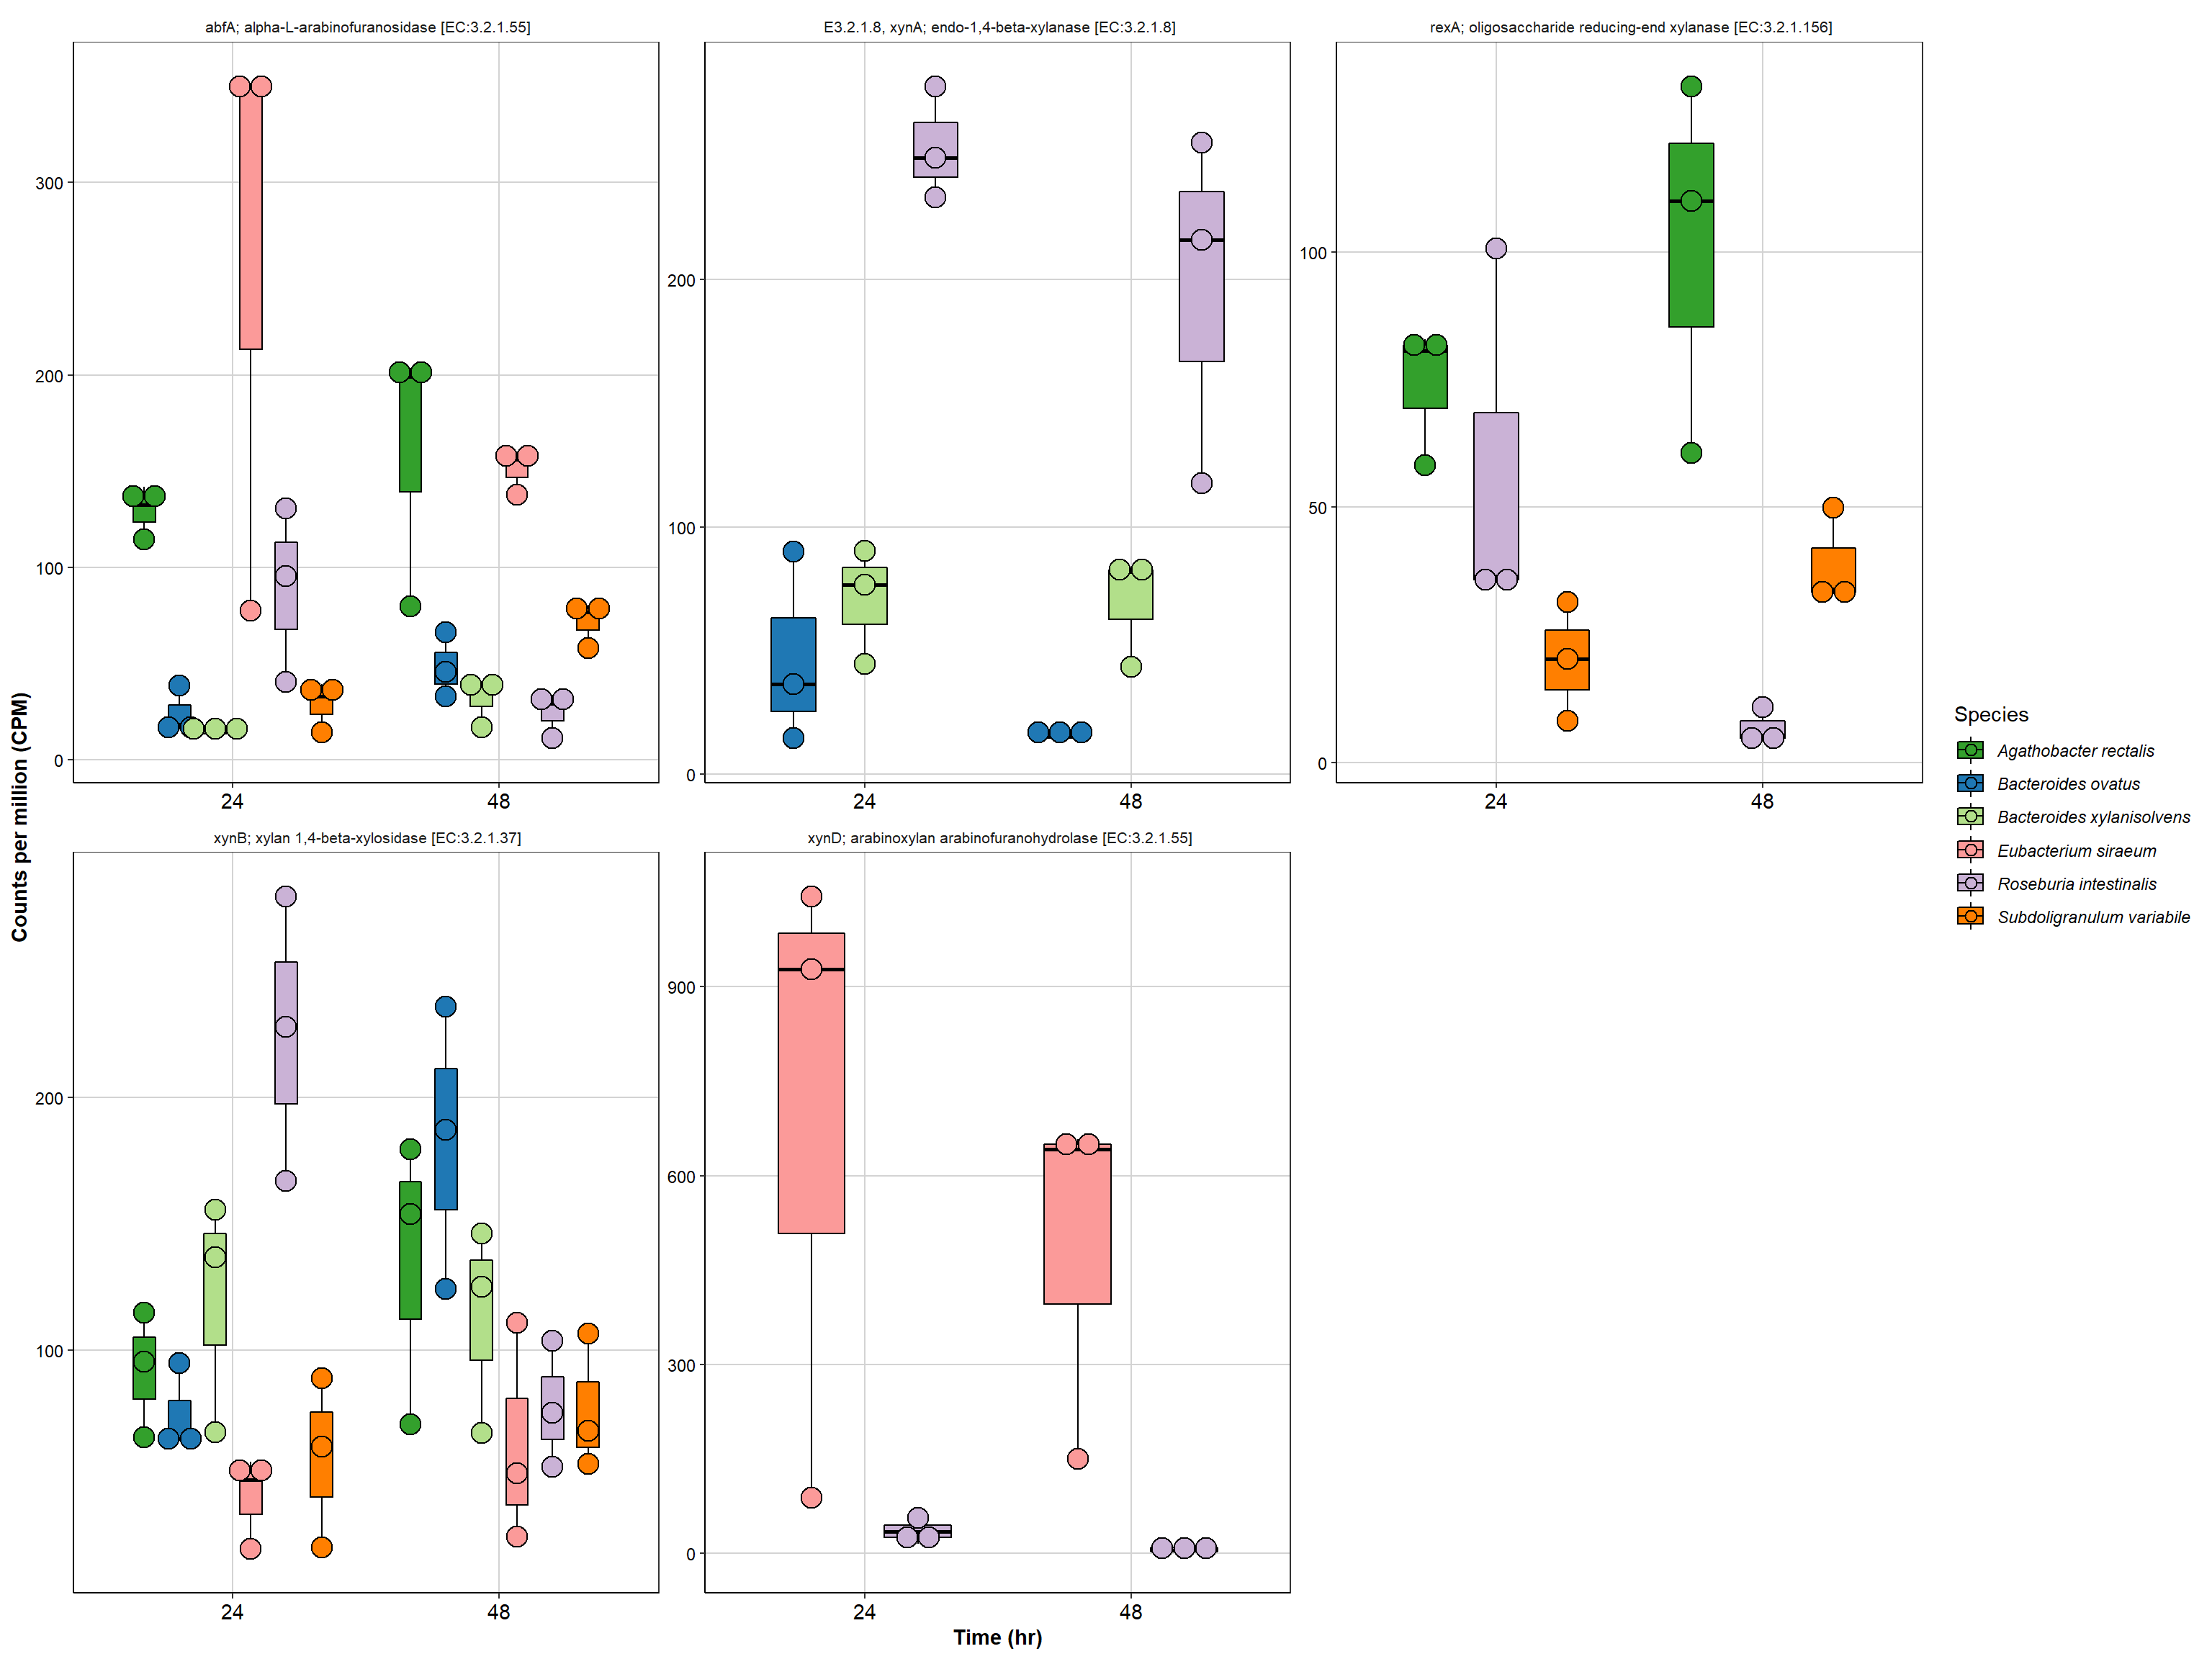 abfA; alpha-L-arabinofuranosidase [EC:3.2.1.55]
E3.2.1.8, xynA; endo-1,4-beta-xylanase [EC:3.2.1.8]
rexA; oligosaccharide reducing-end xylanase [EC:3.2.1.156]
300
200
100
0
24
48
200
100
0
24
48
100
50
0
24
48
Counts per million (CPM)
xynB; xylan 1,4-beta-xylosidase [EC:3.2.1.37]
xynD; arabinoxylan arabinofuranohydrolase [EC:3.2.1.55]
200
100
24
48
900
600
300
0
24
48
Time (hr)
Species
Agathobacter rectalis
Bacteroides ovatus
Bacteroides xylanisolvens
Eubacterium siraeum
Roseburia intestinalis
Subdoligranulum variabile